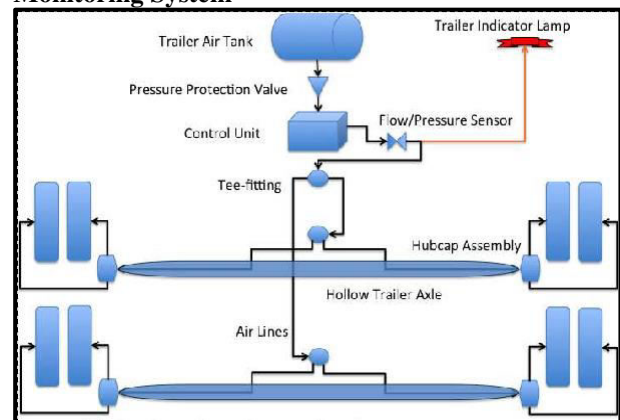 Monitoring System
Trailer Indicator Lamp
Trailer Air Tank
Pressure Protection Valve
Flow/Pressure Sensor
Control Unit
Tee-fitting
Hubcap Assembly
Hollow Trailer Axle
Air Lines